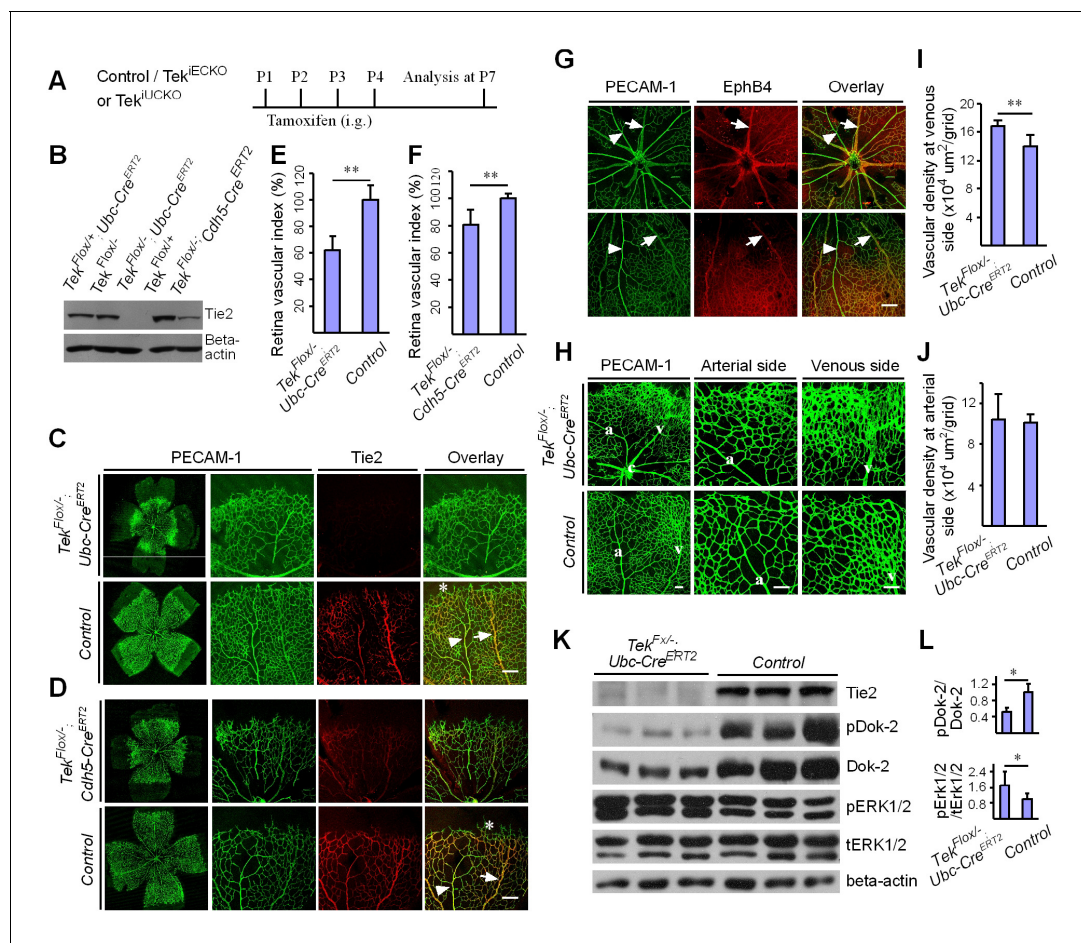 A
Control / Tek^iECKO
or Tek^iUCKO
P1 P2 P3 P4 Analysis at P7
Tamoxifen (i.g.)
B
Tek^Flox/+; Ubc-Cre^ERT2
Tek^Flox/-
Tek^Flox/-; Ubc-Cre^ERT2
Tek^Flox/+
Tek^Flox/-; Cdh5-Cre^ERT2
Tie2
Beta-
actin
E
Retina vascular index (%)
0 20 40 60 80 100 120
**
Tek^Flox/-;
Ubc-Cre^ERT2
Control
F
Retina vascular index (%)
0 20 40 60 80 100 120
**
Tek^Flox/-;
Cdh5-Cre^ERT2
Control
C
PECAM-1 Tie2 Overlay
Tek^Flox/-;
Ubc-Cre^ERT2
Control
*
D
Tek^Flox/-;
Cdh5-Cre^ERT2
Control
*
G
PECAM-1 EphB4 Overlay
I
Vascular density at venous
side (x10^4 um^2/grid)
4 8 12 16 20
**
Tek^Flox/-;
Ubc-Cre^ERT2
Control
H
PECAM-1 Arterial side Venous side
Tek^Flox/-;
Ubc-Cre^ERT2
a v a v
Control
a v a v
J
Vascular density at arterial
side (x10^4 um^2/grid)
4 8 12
Tek^Flox/-;
Ubc-Cre^ERT2
Control
K
Tek^Fx/-;
Ubc-Cre^ERT2
Control
Tie2
pDok-2
Dok-2
pERK1/2
tERK1/2
beta-actin
L
pDok-2/
Dok-2
0.4 0.8 1.2
*
pErk1/2
/tErk1/2
0.8 1.6 2.4
*
Tek^Flox/-;
Ubc-Cre^ERT2
Control